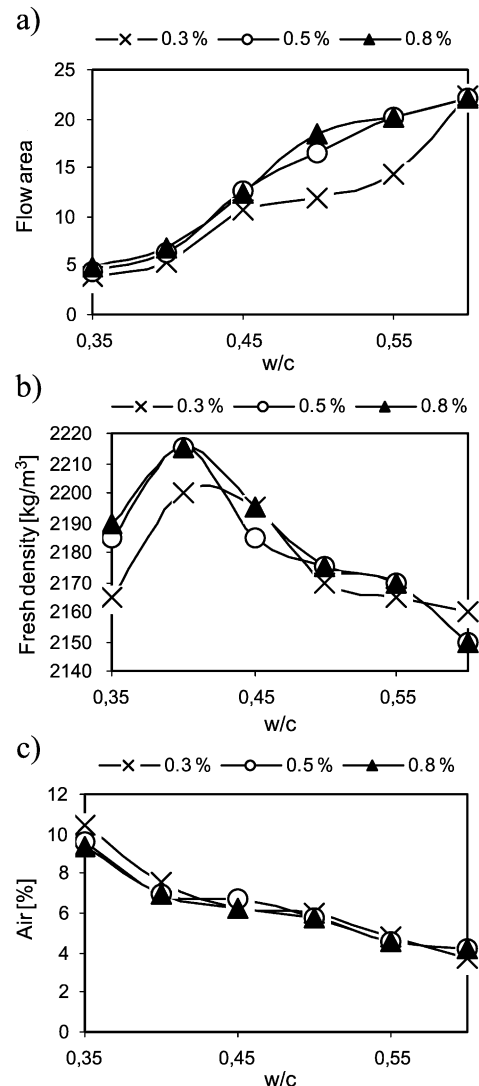 a)
0.3 % 0.5 % 0.8 %
25
20
15
10
5
0
Flow area
0,35 0,45 0,55
w/c
b)
0.3 % 0.5 % 0.8 %
2220
2210
2200
2190
2180
2170
2160
2150
2140
Fresh density [kg/m³]
0,35 0,45 0,55
w/c
c)
0.3 % 0.5 % 0.8 %
12
10
8
6
4
2
0
Air [%]
0,35 0,45 0,55
w/c